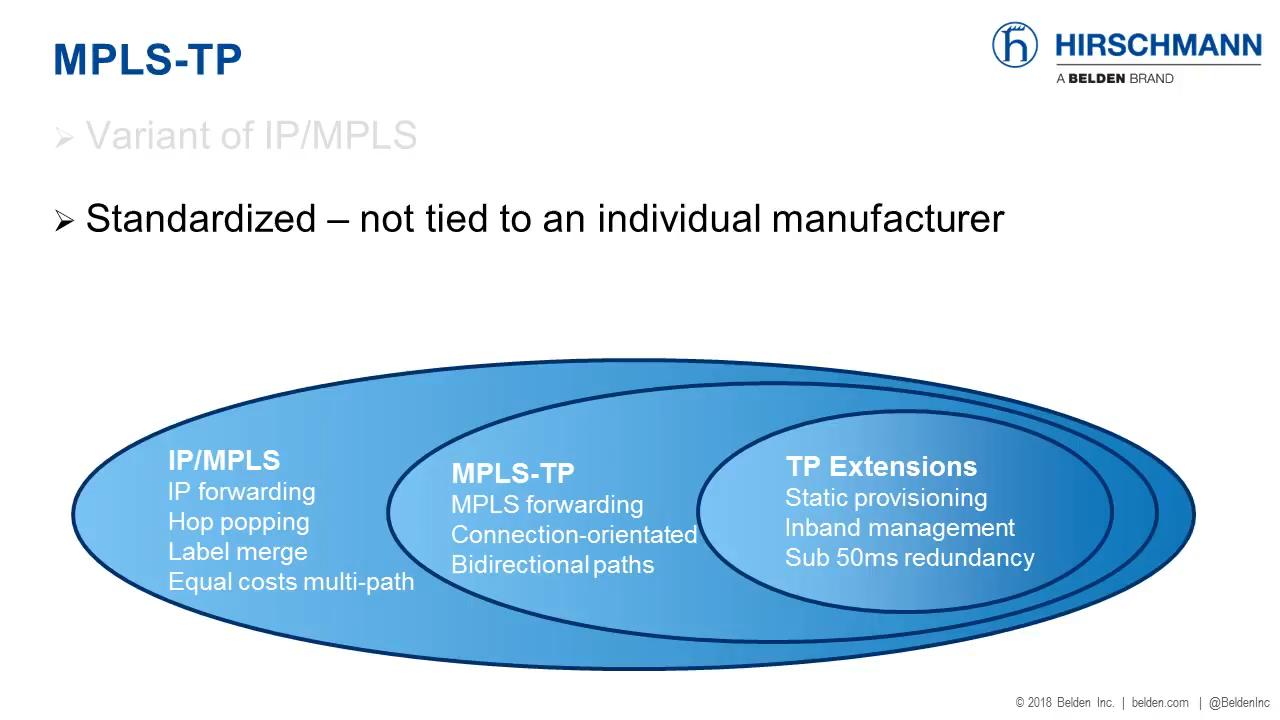 MPLS-TP
HIRSCHMANN
A BELDEN BRAND
Variant of IP/MPLS
Standardized – not tied to an individual manufacturer
IP/MPLS
IP forwarding
Hop popping
Label merge
Equal costs multi-path
MPLS-TP
MPLS forwarding
Connection-orientated
Bidirectional paths
TP Extensions
Static provisioning
Inband management
Sub 50ms redundancy
© 2018 Belden Inc. | belden.com | @BeldenInc